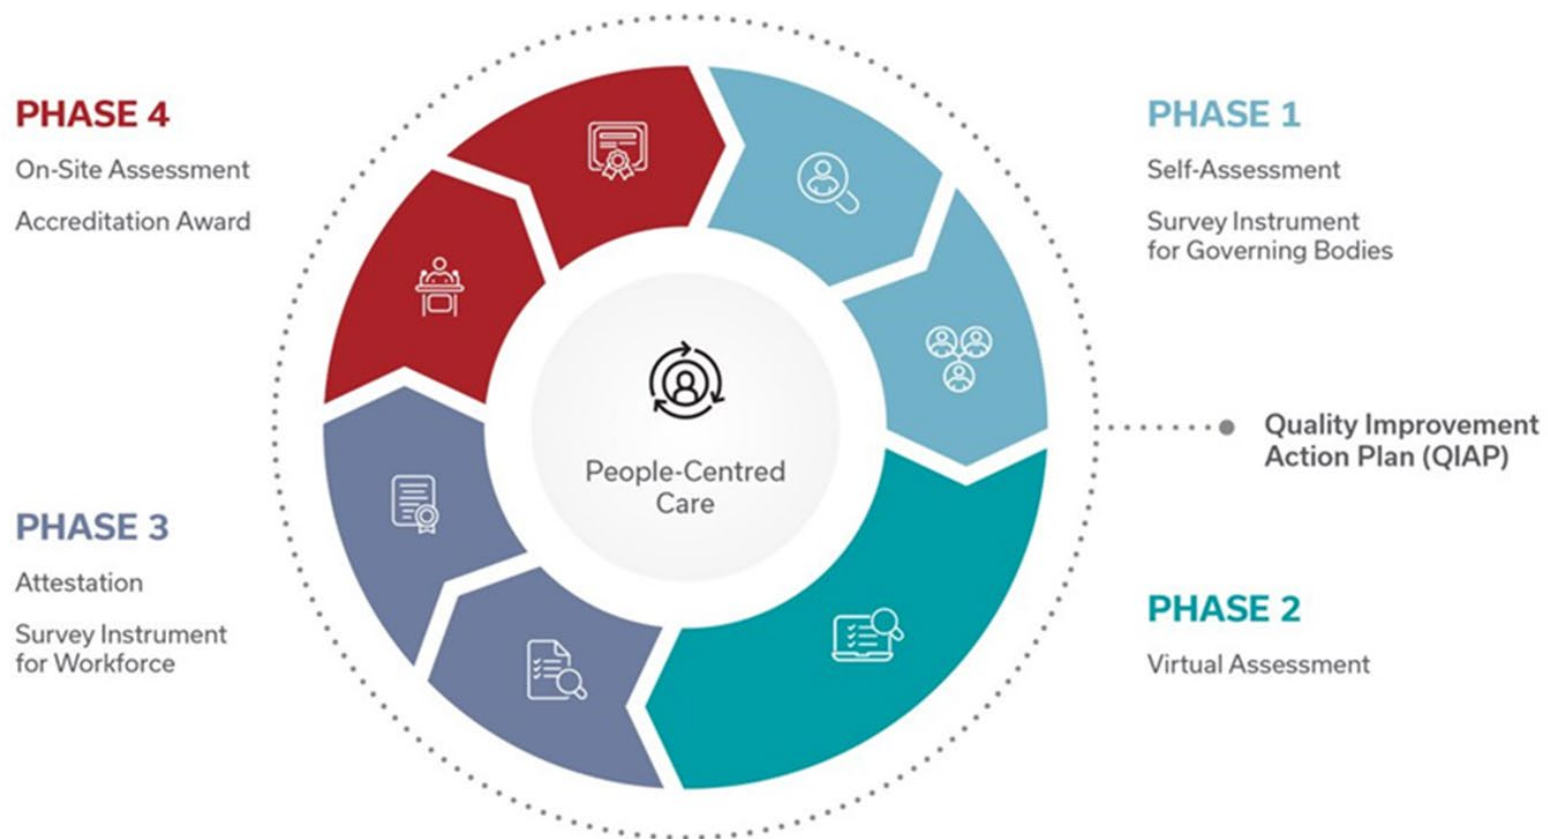 PHASE 4
On-Site Assessment
Accreditation Award
PHASE 1
Self-Assessment
Survey Instrument
for Governing Bodies
People-Centred
Care
Quality Improvement
Action Plan (QIAP)
PHASE 3
Attestation
Survey Instrument
for Workforce
PHASE 2
Virtual Assessment